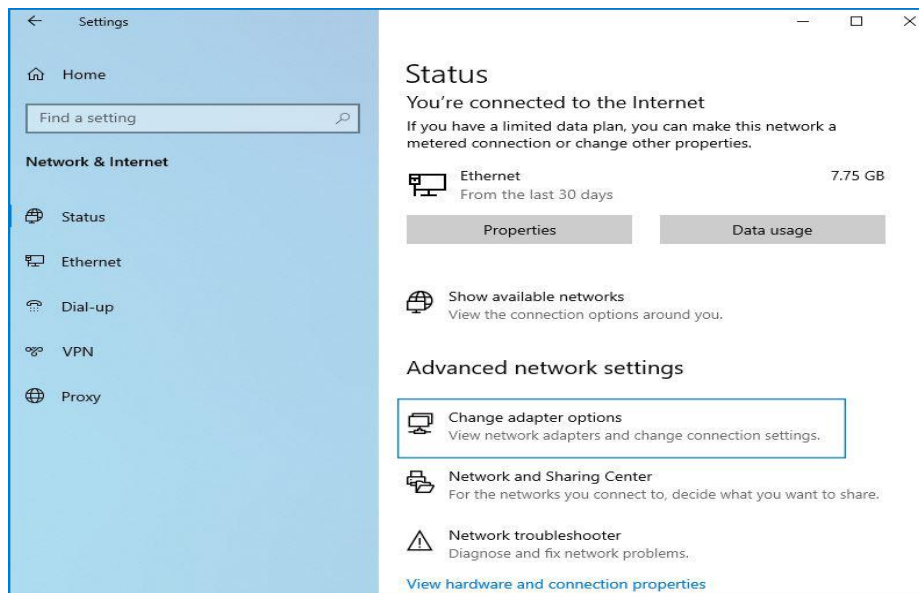 Settings
Home
Find a setting
Network & Internet
Status
Ethernet
Dial-up
VPN
Proxy
Status
You're connected to the Internet
If you have a limited data plan, you can make this network a
metered connection or change other properties.
Ethernet 7.75 GB
From the last 30 days
Properties Data usage
Show available networks
View the connection options around you.
Advanced network settings
Change adapter options
View network adapters and change connection settings.
Network and Sharing Center
For the networks you connect to, decide what you want to share.
Network troubleshooter
Diagnose and fix network problems.
View hardware and connection properties